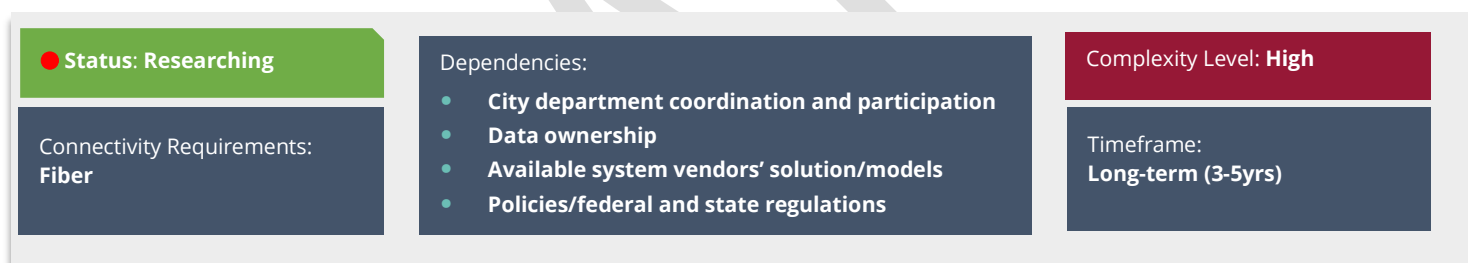 Status: Researching
Connectivity Requirements:
Fiber
Dependencies:
• City department coordination and participation
• Data ownership
• Available system vendors’ solution/models
• Policies/federal and state regulations
Complexity Level: High
Timeframe:
Long-term (3-5yrs)